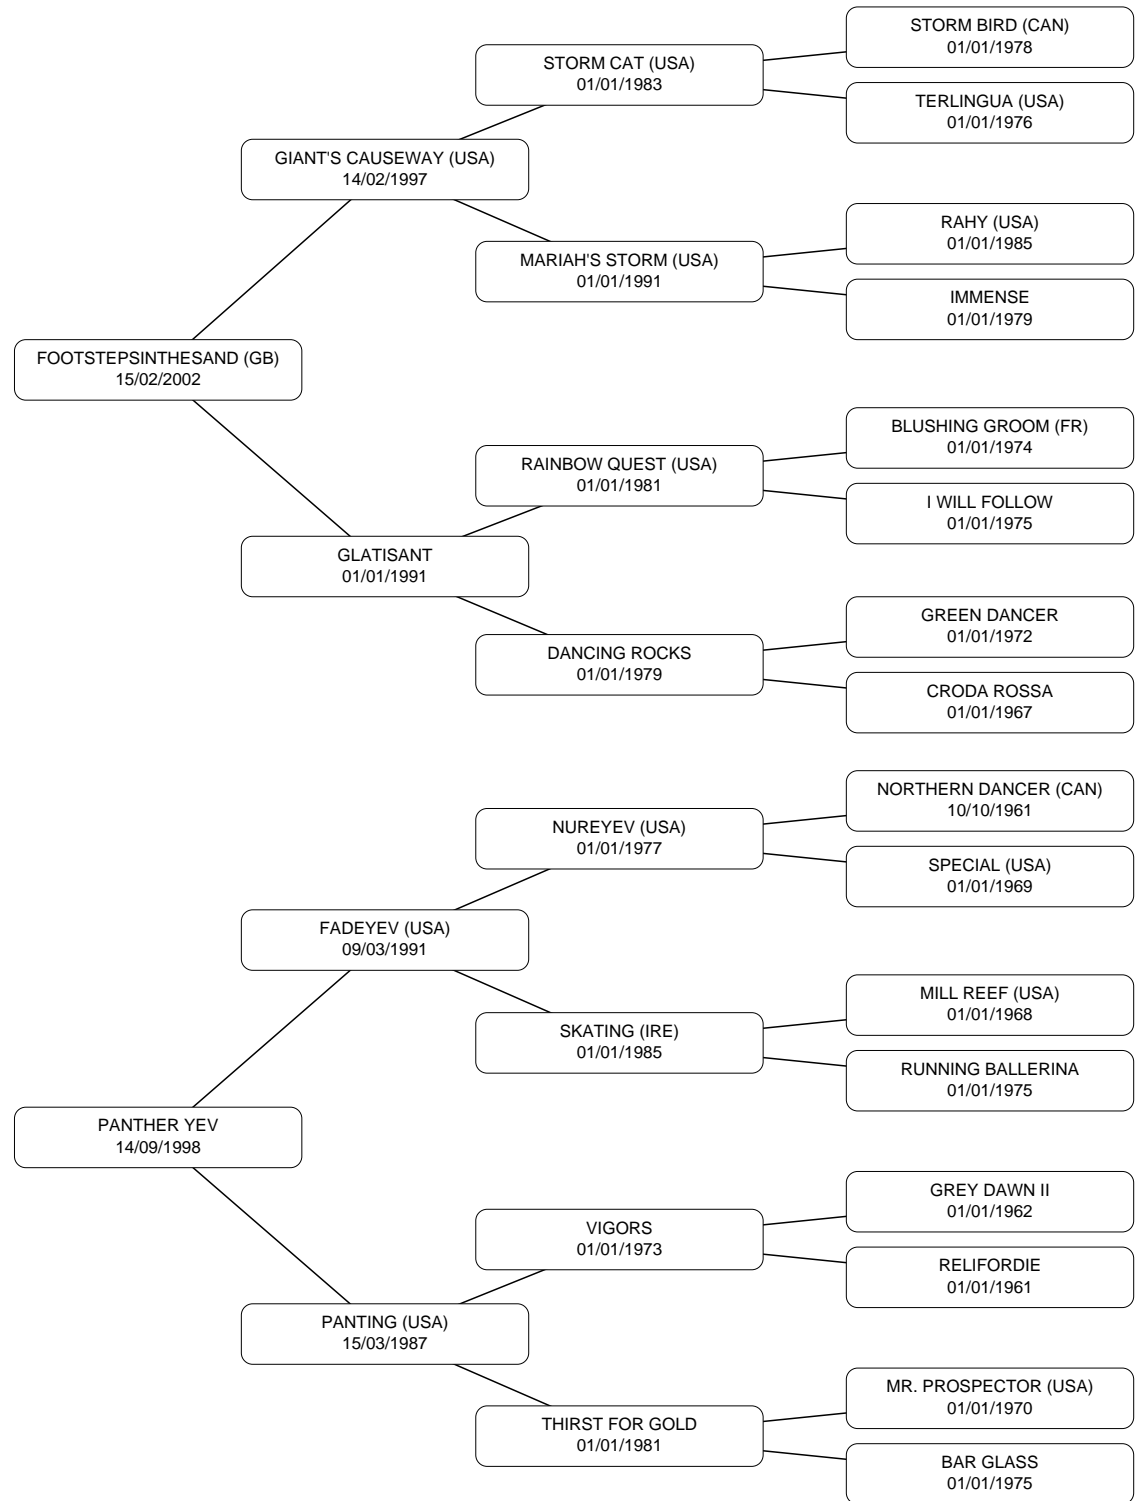 STORM BIRD (CAN)
01/01/1978
STORM CAT (USA)
01/01/1983
TERLINGUA (USA)
01/01/1976
GIANT'S CAUSEWAY (USA)
14/02/1997
RAHY (USA)
01/01/1985
MARIAH'S STORM (USA)
01/01/1991
IMMENSE
01/01/1979
FOOTSTEPSINTHESAND (GB)
15/02/2002
BLUSHING GROOM (FR)
01/01/1974
RAINBOW QUEST (USA)
01/01/1981
I WILL FOLLOW
01/01/1975
GLATISANT
01/01/1991
GREEN DANCER
01/01/1972
DANCING ROCKS
01/01/1979
CRODA ROSSA
01/01/1967
NORTHERN DANCER (CAN)
10/10/1961
NUREYEV (USA)
01/01/1977
SPECIAL (USA)
01/01/1969
FADEYEV (USA)
09/03/1991
MILL REEF (USA)
01/01/1968
SKATING (IRE)
01/01/1985
RUNNING BALLERINA
01/01/1975
PANTHER YEV
14/09/1998
GREY DAWN II
01/01/1962
VIGORS
01/01/1973
RELIFORDIE
01/01/1961
PANTING (USA)
15/03/1987
MR. PROSPECTOR (USA)
01/01/1970
THIRST FOR GOLD
01/01/1981
BAR GLASS
01/01/1975